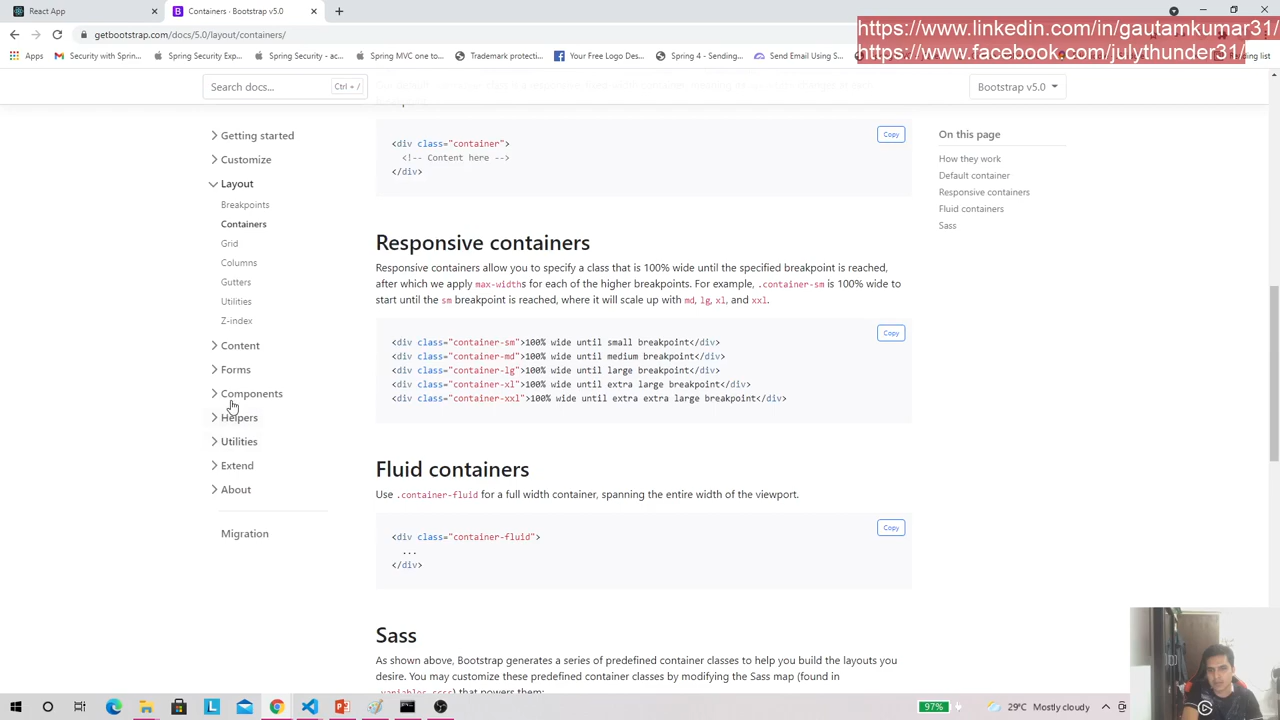 React App
Containers · Bootstrap v5.0
getbootstrap.com/docs/5.0/layout/containers/
https://www.linkedin.com/in/gautamkumar31/
https://www.facebook.com/julythunder31/
Apps
Security with Sprin...
Spring Security Exp...
Spring Security - ac...
Spring MVC one to...
Trademark protecti...
Your Free Logo Des...
Spring 4 - Sending...
Send Email Using S...
Search docs...
Ctrl + /
Bootstrap v5.0
Getting started
Customize
Layout
Breakpoints
Containers
Grid
Columns
Gutters
Utilities
Z-index
Content
Forms
Components
Helpers
Utilities
Extend
About
Migration
Copy
<div class="container">
<!-- Content here -->
</div>
Responsive containers
Responsive containers allow you to specify a class that is 100% wide until the specified breakpoint is reached,
after which we apply max-widths for each of the higher breakpoints. For example, .container-sm is 100% wide to
start until the sm breakpoint is reached, where it will scale up with md, lg, xl, and xxl.
Copy
<div class="container-sm">100% wide until small breakpoint</div>
<div class="container-md">100% wide until medium breakpoint</div>
<div class="container-lg">100% wide until large breakpoint</div>
<div class="container-xl">100% wide until extra large breakpoint</div>
<div class="container-xxl">100% wide until extra extra large breakpoint</div>
Fluid containers
Use .container-fluid for a full width container, spanning the entire width of the viewport.
Copy
<div class="container-fluid">
...
</div>
Sass
As shown above, Bootstrap generates a series of predefined container classes to help you build the layouts you
desire. You may customize these predefined container classes by modifying the Sass map (found in
_variables.scss) that powers them:
On this page
How they work
Default container
Responsive containers
Fluid containers
Sass
97%
29°C Mostly cloudy